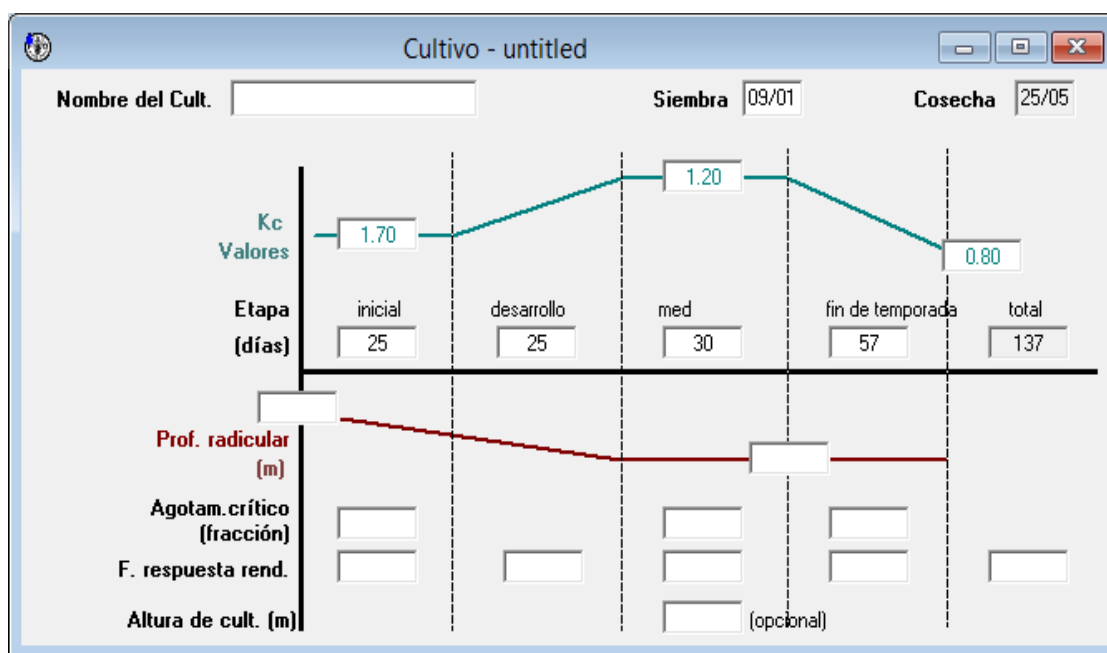 Cultivo - untitled
Nombre del Cult. Siembra 09/01 Cosecha 25/05
1.20
Kc 1.70
Valores 0.80
Etapa inicial desarrollo med fin de temporada total
(días) 25 25 30 57 137
Prof. radicular
(m)
Agotam.crítico
(fracción)
F. respuesta rend.
Altura de cult. (m) (opcional)